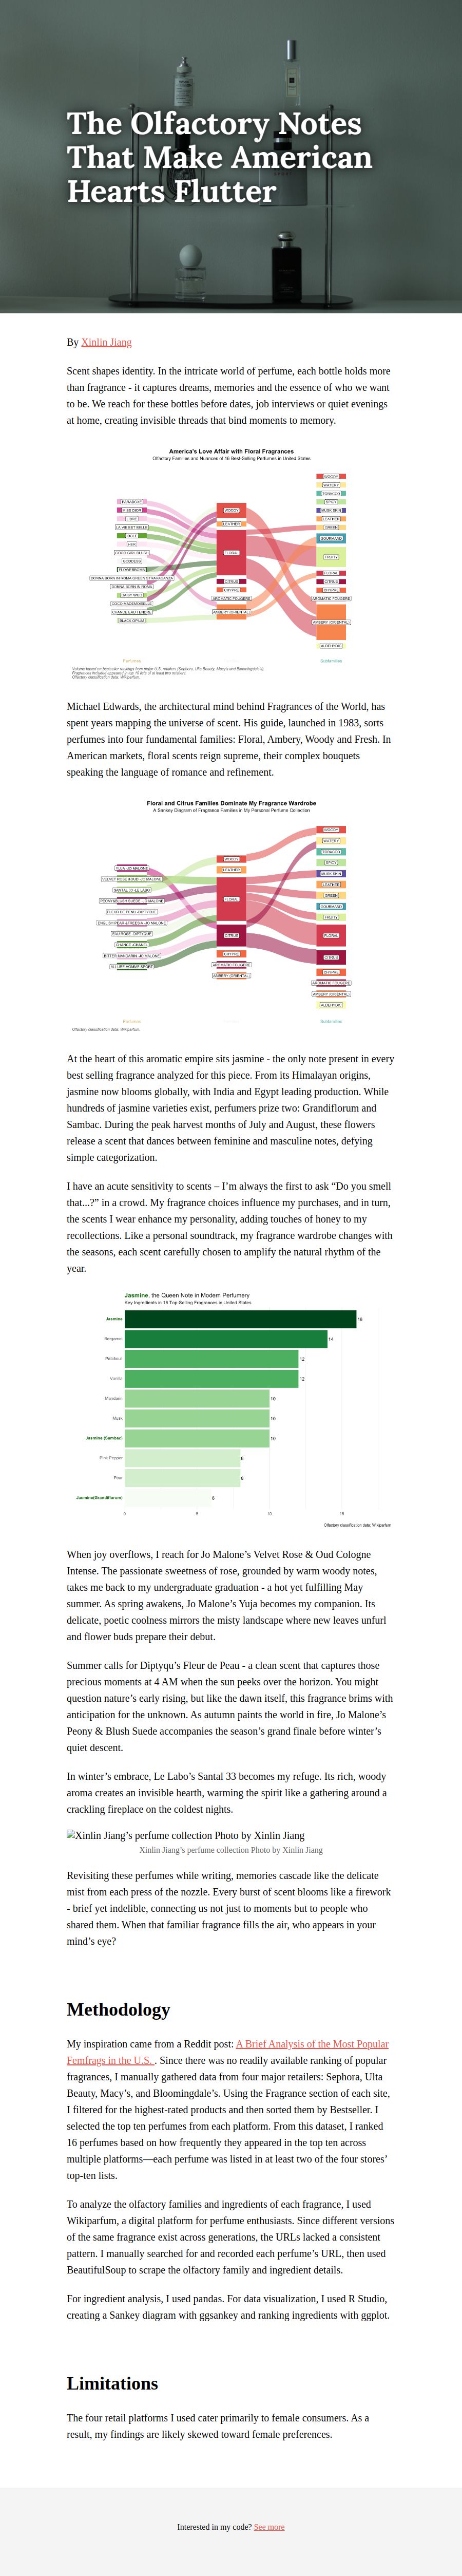 The Olfactory Notes
That Make American
Hearts Flutter
By Xinlin Jiang
Scent shapes identity. In the intricate world of perfume, each bottle holds more
than fragrance - it captures dreams, memories and the essence of who we want
to be. We reach for these bottles before dates, job interviews or quiet evenings
at home, creating invisible threads that bind moments to memory.
America's Love Affair with Floral Fragrances
Olfactory Families and Nuances of 16 Best-Selling Perfumes in United States
PARADOXE
MISS DIOR
LIBRE
LA VIE EST BELLE
IDOLE
HER
GOOD GIRL BLUSH
GODDESS
FLOWERBOMB
DONNA BORN IN ROMA GREEN STRAVAGANZA
DONNA BORN IN ROMA
DAISY WILD
COCO MADEMOISELLE
CHANCE EAU TENDRE
BLACK OPIUM
WOODY
LEATHER
FLORAL
CITRUS
CHYPRE
AROMATIC FOUGERE
AMBERY (ORIENTAL)
WOODY
WATERY
TOBACCO
SPICY
MUSK SKIN
LEATHER
GREEN
GOURMAND
FRUITY
FLORAL
CITRUS
CHYPRE
AROMATIC FOUGERE
AMBERY (ORIENTAL)
ALDEHYDIC
Perfumes
Subfamilies
Volume based on bestseller rankings from major U.S. retailers (Sephora, Ulta Beauty, Macy's and Bloomingdale's).
Fragrances included appeared in top 10 lists of at least two retailers.
Olfactory classification data: Wikiparfum.
Michael Edwards, the architectural mind behind Fragrances of the World, has
spent years mapping the universe of scent. His guide, launched in 1983, sorts
perfumes into four fundamental families: Floral, Ambery, Woody and Fresh. In
American markets, floral scents reign supreme, their complex bouquets
speaking the language of romance and refinement.
Floral and Citrus Families Dominate My Fragrance Wardrobe
A Sankey Diagram of Fragrance Families in My Personal Perfume Collection
YUJA -JO MALONE
VELVET ROSE &OUD -JO MALONE
SANTAL 33 -LE LABO
PEONY&BLUSH SUEDE -JO MALONE
FLEUR DE PEAU -DIPTYQUE
ENGLISH PEAR &FREESIA -JO MALONE
EAU ROSE -DIPTYQUE
CHANCE -CHANEL
BITTER MANDARIN -JO MALONE
ALLURE HOMME SPORT
WOODY
LEATHER
FLORAL
CITRUS
CHYPRE
AROMATIC FOUGERE
AMBERY (ORIENTAL)
WOODY
WATERY
TOBACCO
SPICY
MUSK SKIN
LEATHER
GREEN
GOURMAND
FRUITY
FLORAL
CITRUS
CHYPRE
AROMATIC FOUGERE
AMBERY (ORIENTAL)
ALDEHYDIC
Perfumes
Subfamilies
Olfactory classification data: Wikiparfum.
At the heart of this aromatic empire sits jasmine - the only note present in every
best selling fragrance analyzed for this piece. From its Himalayan origins,
jasmine now blooms globally, with India and Egypt leading production. While
hundreds of jasmine varieties exist, perfumers prize two: Grandiflorum and
Sambac. During the peak harvest months of July and August, these flowers
release a scent that dances between feminine and masculine notes, defying
simple categorization.
I have an acute sensitivity to scents – I’m always the first to ask “Do you smell
that...?” in a crowd. My fragrance choices influence my purchases, and in turn,
the scents I wear enhance my personality, adding touches of honey to my
recollections. Like a personal soundtrack, my fragrance wardrobe changes with
the seasons, each scent carefully chosen to amplify the natural rhythm of the
year.
Jasmine, the Queen Note in Modern Perfumery
Key Ingredients in 16 Top-Selling Fragrances in United States
Jasmine 16
Bergamot 14
Patchouli 12
Vanilla 12
Mandarin 10
Musk 10
Jasmine (Sambac) 10
Pink Pepper 8
Pear 8
Jasmine(Grandiflorum) 6
0 5 10 15
Olfactory classification data: Wikiparfum
When joy overflows, I reach for Jo Malone’s Velvet Rose & Oud Cologne
Intense. The passionate sweetness of rose, grounded by warm woody notes,
takes me back to my undergraduate graduation - a hot yet fulfilling May
summer. As spring awakens, Jo Malone’s Yuja becomes my companion. Its
delicate, poetic coolness mirrors the misty landscape where new leaves unfurl
and flower buds prepare their debut.
Summer calls for Diptyqu’s Fleur de Peau - a clean scent that captures those
precious moments at 4 AM when the sun peeks over the horizon. You might
question nature’s early rising, but like the dawn itself, this fragrance brims with
anticipation for the unknown. As autumn paints the world in fire, Jo Malone’s
Peony & Blush Suede accompanies the season’s grand finale before winter’s
quiet descent.
In winter’s embrace, Le Labo’s Santal 33 becomes my refuge. Its rich, woody
aroma creates an invisible hearth, warming the spirit like a gathering around a
crackling fireplace on the coldest nights.
Xinlin Jiang’s perfume collection Photo by Xinlin Jiang
Xinlin Jiang’s perfume collection Photo by Xinlin Jiang
Revisiting these perfumes while writing, memories cascade like the delicate
mist from each press of the nozzle. Every burst of scent blooms like a firework
- brief yet indelible, connecting us not just to moments but to people who
shared them. When that familiar fragrance fills the air, who appears in your
mind’s eye?
Methodology
My inspiration came from a Reddit post: A Brief Analysis of the Most Popular
Femfrags in the U.S. . Since there was no readily available ranking of popular
fragrances, I manually gathered data from four major retailers: Sephora, Ulta
Beauty, Macy’s, and Bloomingdale’s. Using the Fragrance section of each site,
I filtered for the highest-rated products and then sorted them by Bestseller. I
selected the top ten perfumes from each platform. From this dataset, I ranked
16 perfumes based on how frequently they appeared in the top ten across
multiple platforms—each perfume was listed in at least two of the four stores’
top-ten lists.
To analyze the olfactory families and ingredients of each fragrance, I used
Wikiparfum, a digital platform for perfume enthusiasts. Since different versions
of the same fragrance exist across generations, the URLs lacked a consistent
pattern. I manually searched for and recorded each perfume’s URL, then used
BeautifulSoup to scrape the olfactory family and ingredient details.
For ingredient analysis, I used pandas. For data visualization, I used R Studio,
creating a Sankey diagram with ggsankey and ranking ingredients with ggplot.
Limitations
The four retail platforms I used cater primarily to female consumers. As a
result, my findings are likely skewed toward female preferences.
Interested in my code? See more